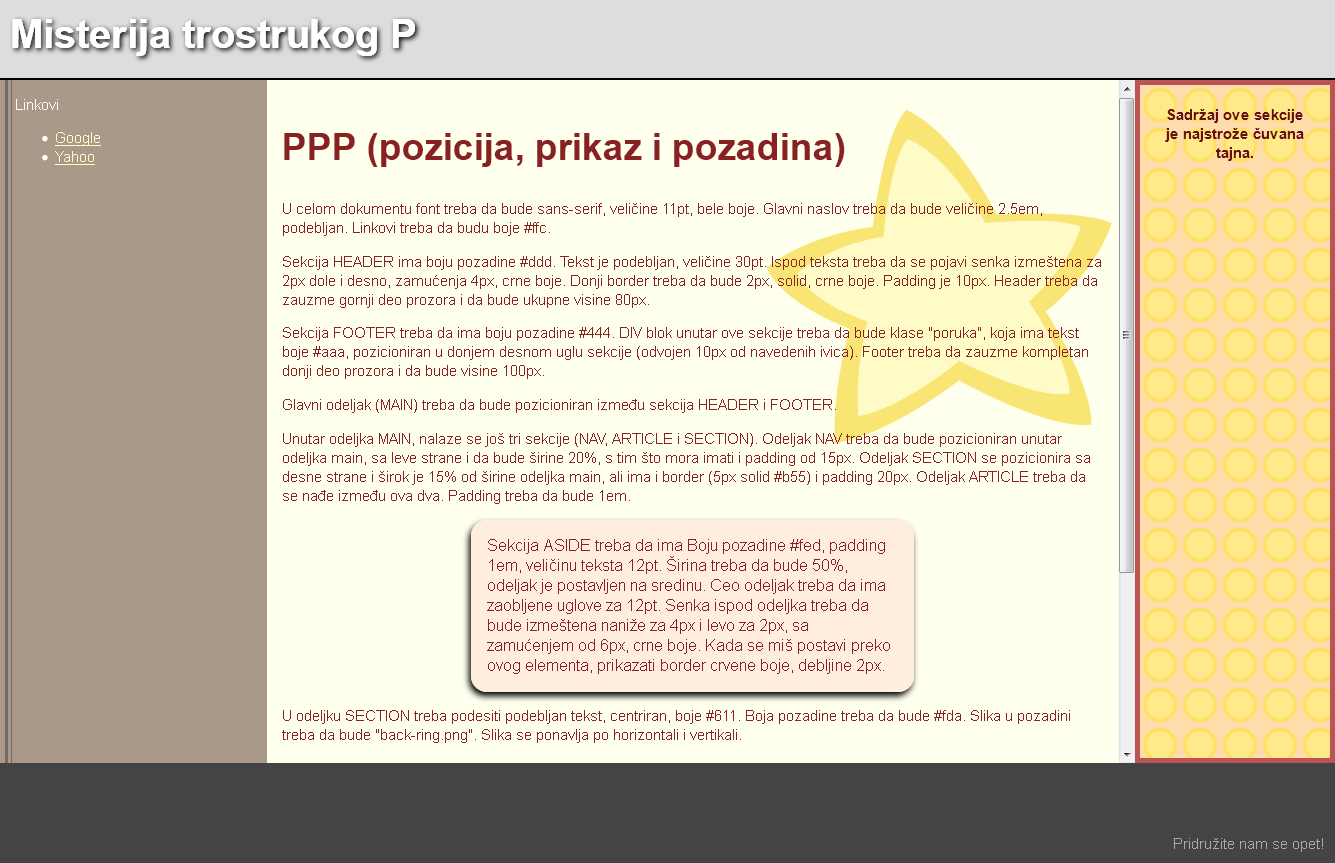 Misterija trostrukog P
Linkovi
Google
Yahoo
PPP (pozicija, prikaz i pozadina)
U celom dokumentu font treba da bude sans-serif, veličine 11pt, bele boje. Glavni naslov treba da bude veličine 2.5em,
podebljan. Linkovi treba da budu boje #ffc.
Sekcija HEADER ima boju pozadine #ddd. Tekst je podebljan, veličine 30pt. Ispod teksta treba da se pojavi senka izmeštena za
2px dole i desno, zamućenja 4px, crne boje. Donji border treba da bude 2px, solid, crne boje. Padding je 10px. Header treba da
zauzme gornji deo prozora i da bude ukupne visine 80px.
Sekcija FOOTER treba da ima boju pozadine #444. DIV blok unutar ove sekcije treba da bude klase "poruka", koja ima tekst
boje #aaa, pozicioniran u donjem desnom uglu sekcije (odvojen 10px od navedenih ivica). Footer treba da zauzme kompletan
donji deo prozora i da bude visine 100px.
Glavni odeljak (MAIN) treba da bude pozicioniran između sekcija HEADER i FOOTER.
Unutar odeljka MAIN, nalaze se još tri sekcije (NAV, ARTICLE i SECTION). Odeljak NAV treba da bude pozicioniran unutar
odeljka main, sa leve strane i da bude širine 20%, s tim što mora imati i padding od 15px. Odeljak SECTION se pozicionira sa
desne strane i širok je 15% od širine odeljka main, ali ima i border (5px solid #b55) i padding 20px. Odeljak ARTICLE treba da
se nađe između ova dva. Padding treba da bude 1em.
Sekcija ASIDE treba da ima Boju pozadine #fed, padding
1em, veličinu teksta 12pt. Širina treba da bude 50%,
odeljak je postavljen na sredinu. Ceo odeljak treba da ima
zaobljene uglove za 12pt. Senka ispod odeljka treba da
bude izmeštena naniže za 4px i levo za 2px, sa
zamućenjem od 6px, crne boje. Kada se miš postavi preko
ovog elementa, prikazati border crvene boje, debljine 2px.
U odeljku SECTION treba podesiti podebljan tekst, centriran, boje #611. Boja pozadine treba da bude #fda. Slika u pozadini
treba da bude "back-ring.png". Slika se ponavlja po horizontali i vertikali.
Sadržaj ove sekcije
je najstrože čuvana
tajna.
Pridružite nam se opet!